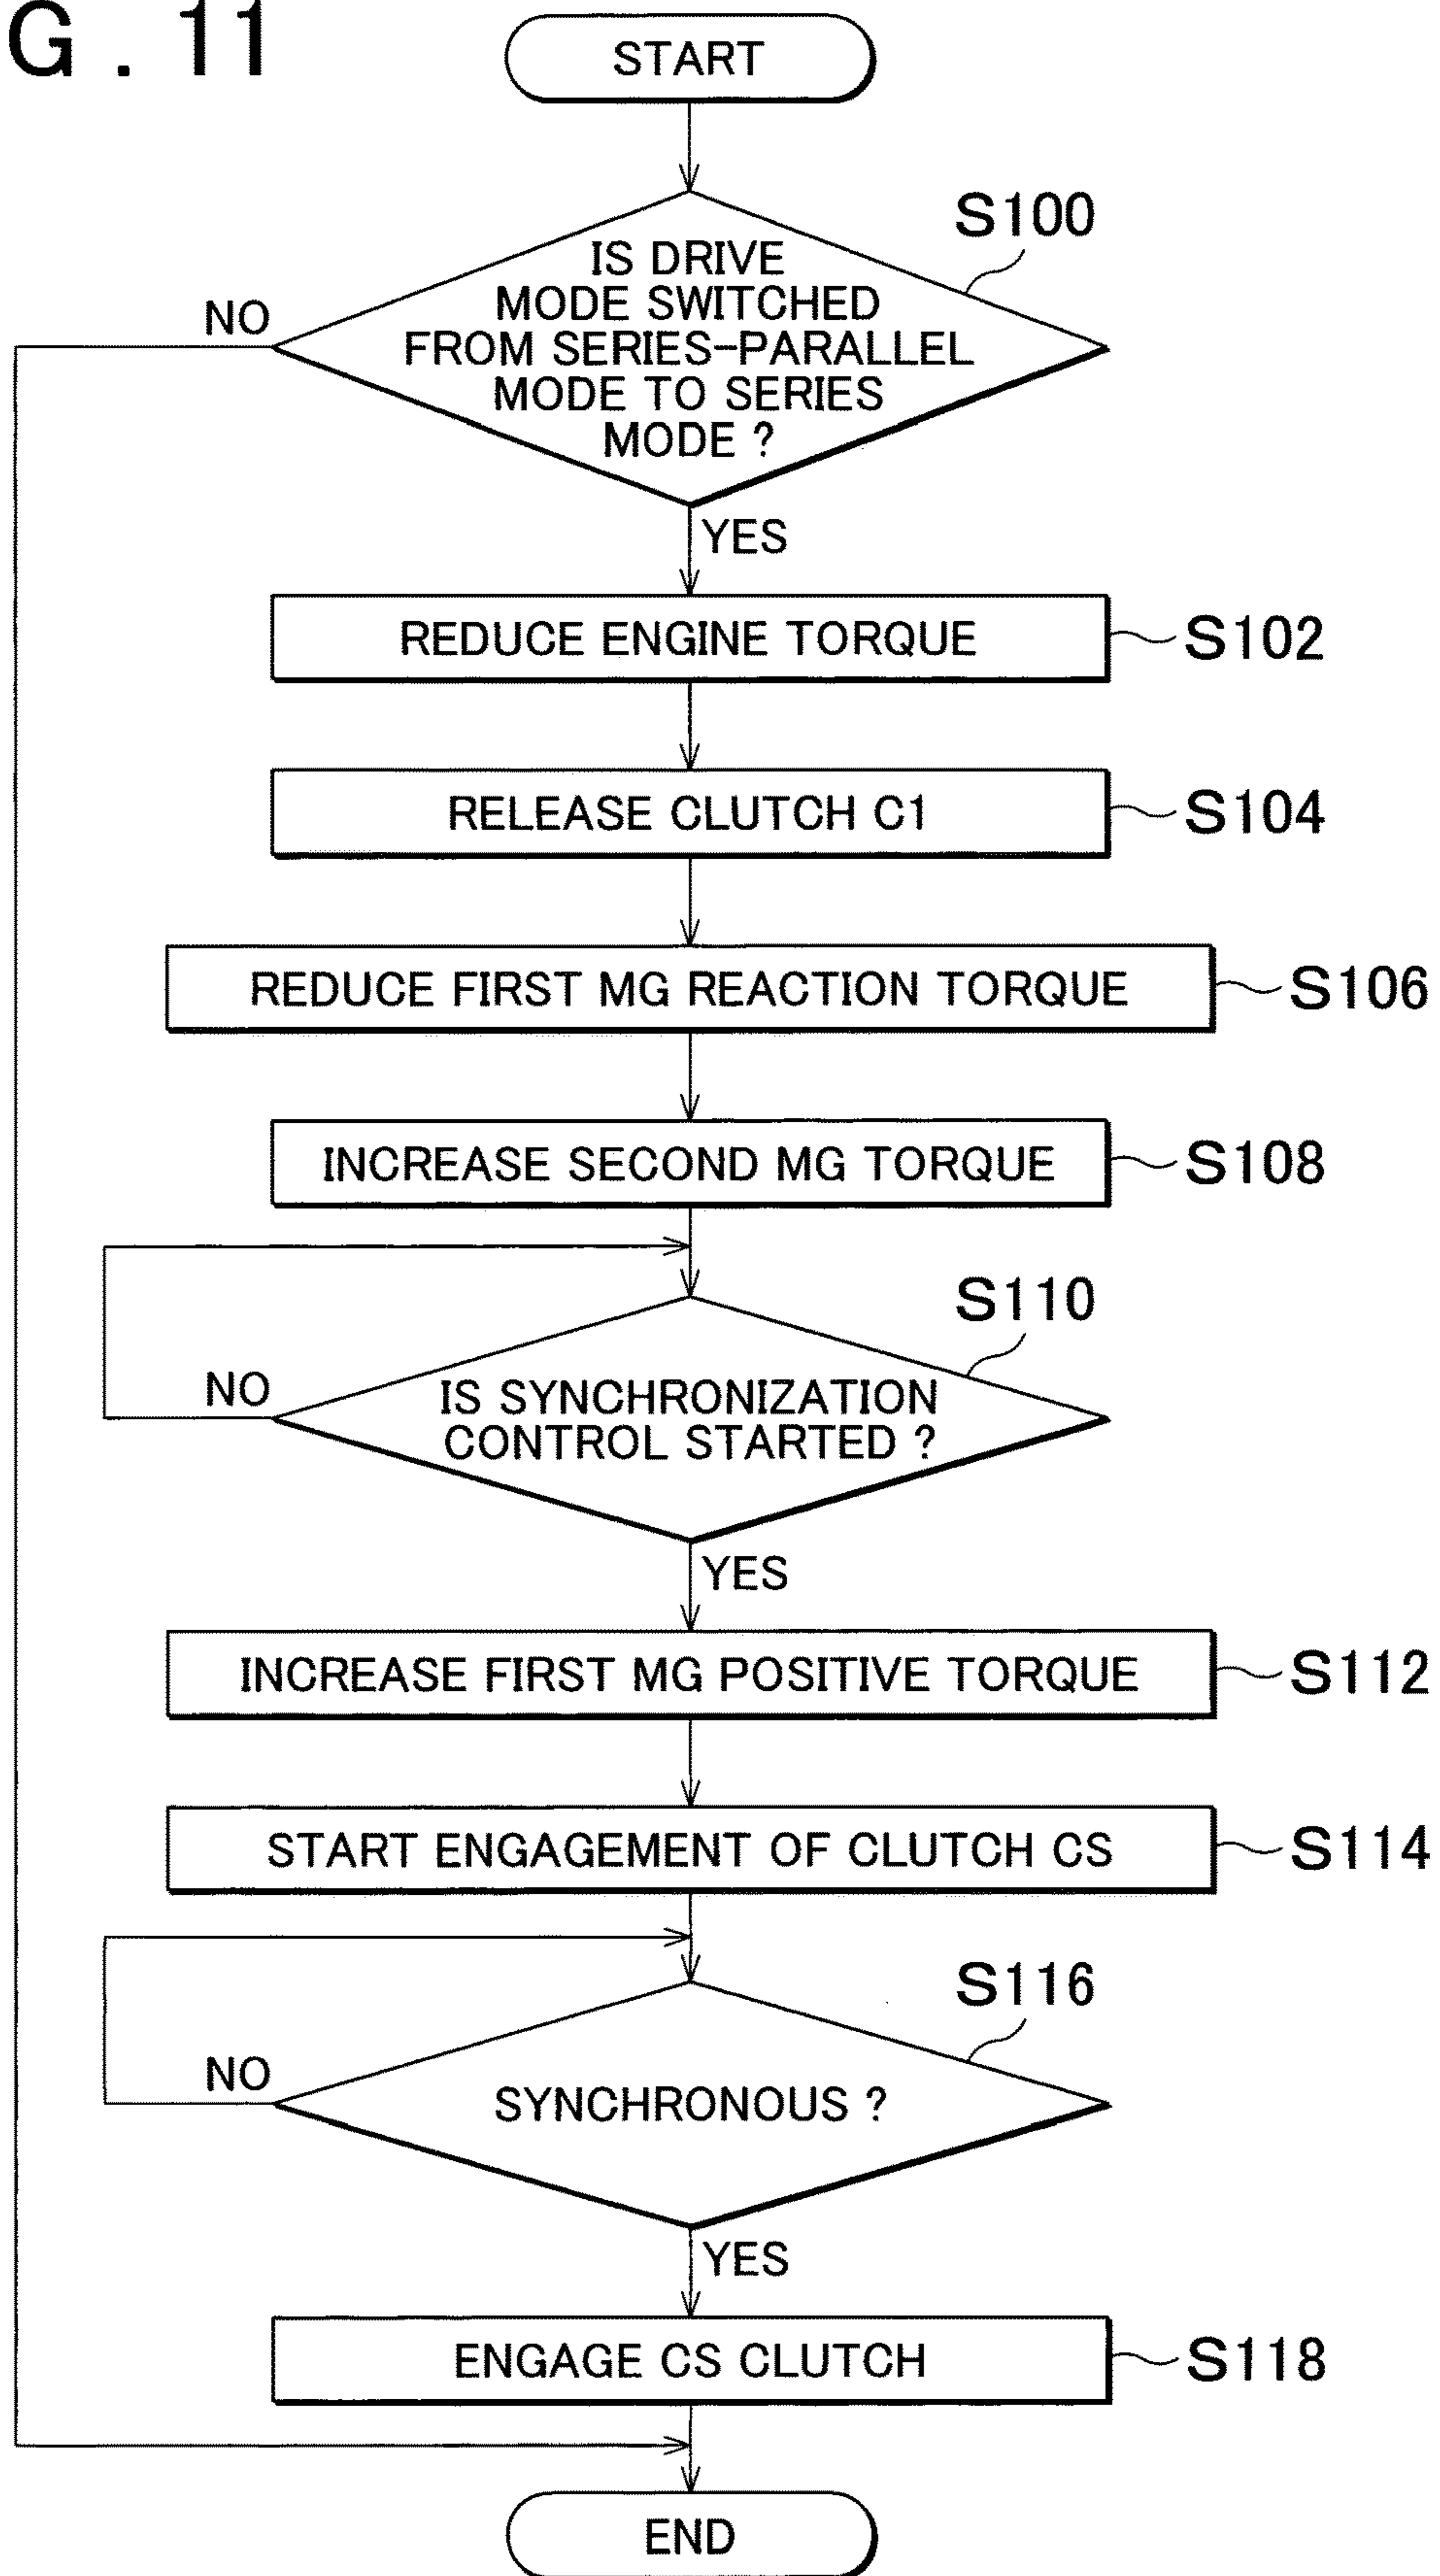 G . 11
START
S100
IS DRIVE
MODE SWITCHED
FROM SERIES-PARALLEL
MODE TO SERIES
MODE ?
NO
YES
REDUCE ENGINE TORQUE
S102
RELEASE CLUTCH C1
S104
REDUCE FIRST MG REACTION TORQUE
S106
INCREASE SECOND MG TORQUE
S108
S110
NO
IS SYNCHRONIZATION
CONTROL STARTED ?
YES
INCREASE FIRST MG POSITIVE TORQUE
S112
START ENGAGEMENT OF CLUTCH CS
S114
S116
NO
SYNCHRONOUS ?
YES
ENGAGE CS CLUTCH
S118
END